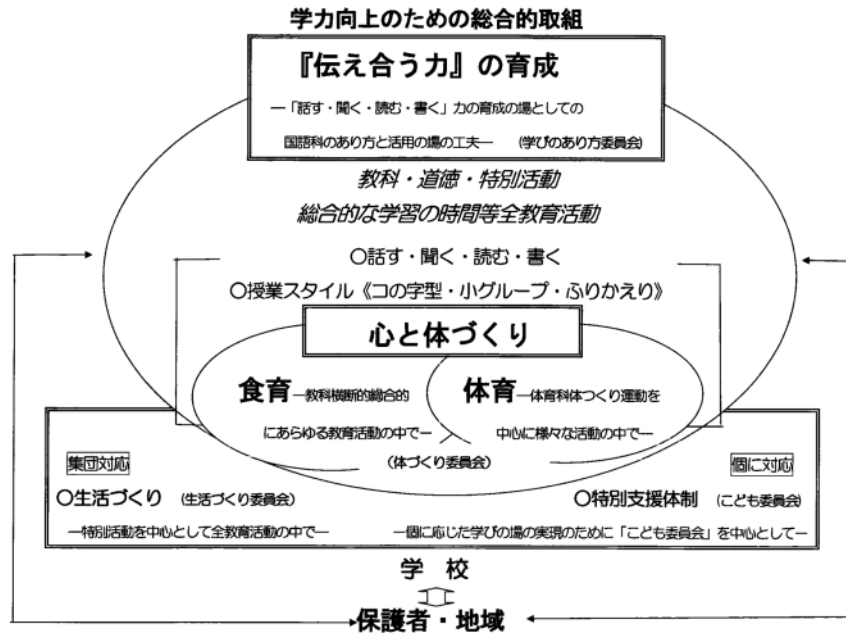 学力向上のための総合的取組
『伝え合う力』の育成
―「話す・聞く・読む・書く」力の育成の場としての
国語科のあり方と活用の場の工夫― (学びのあり方委員会)
教科・道徳・特別活動
総合的な学習の時間等全教育活動
○話す・聞く・読む・書く
○授業スタイル《コの字型・小グループ・ふりかえり》
心と体づくり
食育―教科横断的総合的
にあらゆる教育活動の中で―
体育―体育科体つくり運動を
中心に様々な活動の中で―
(体づくり委員会)
集団対応
○生活づくり (生活づくり委員会)
―特別活動を中心として全教育活動の中で―
個に対応
○特別支援体制 (こども委員会)
―個に応じた学びの場の実現のために「こども委員会」を中心として―
学 校
保護者・地域